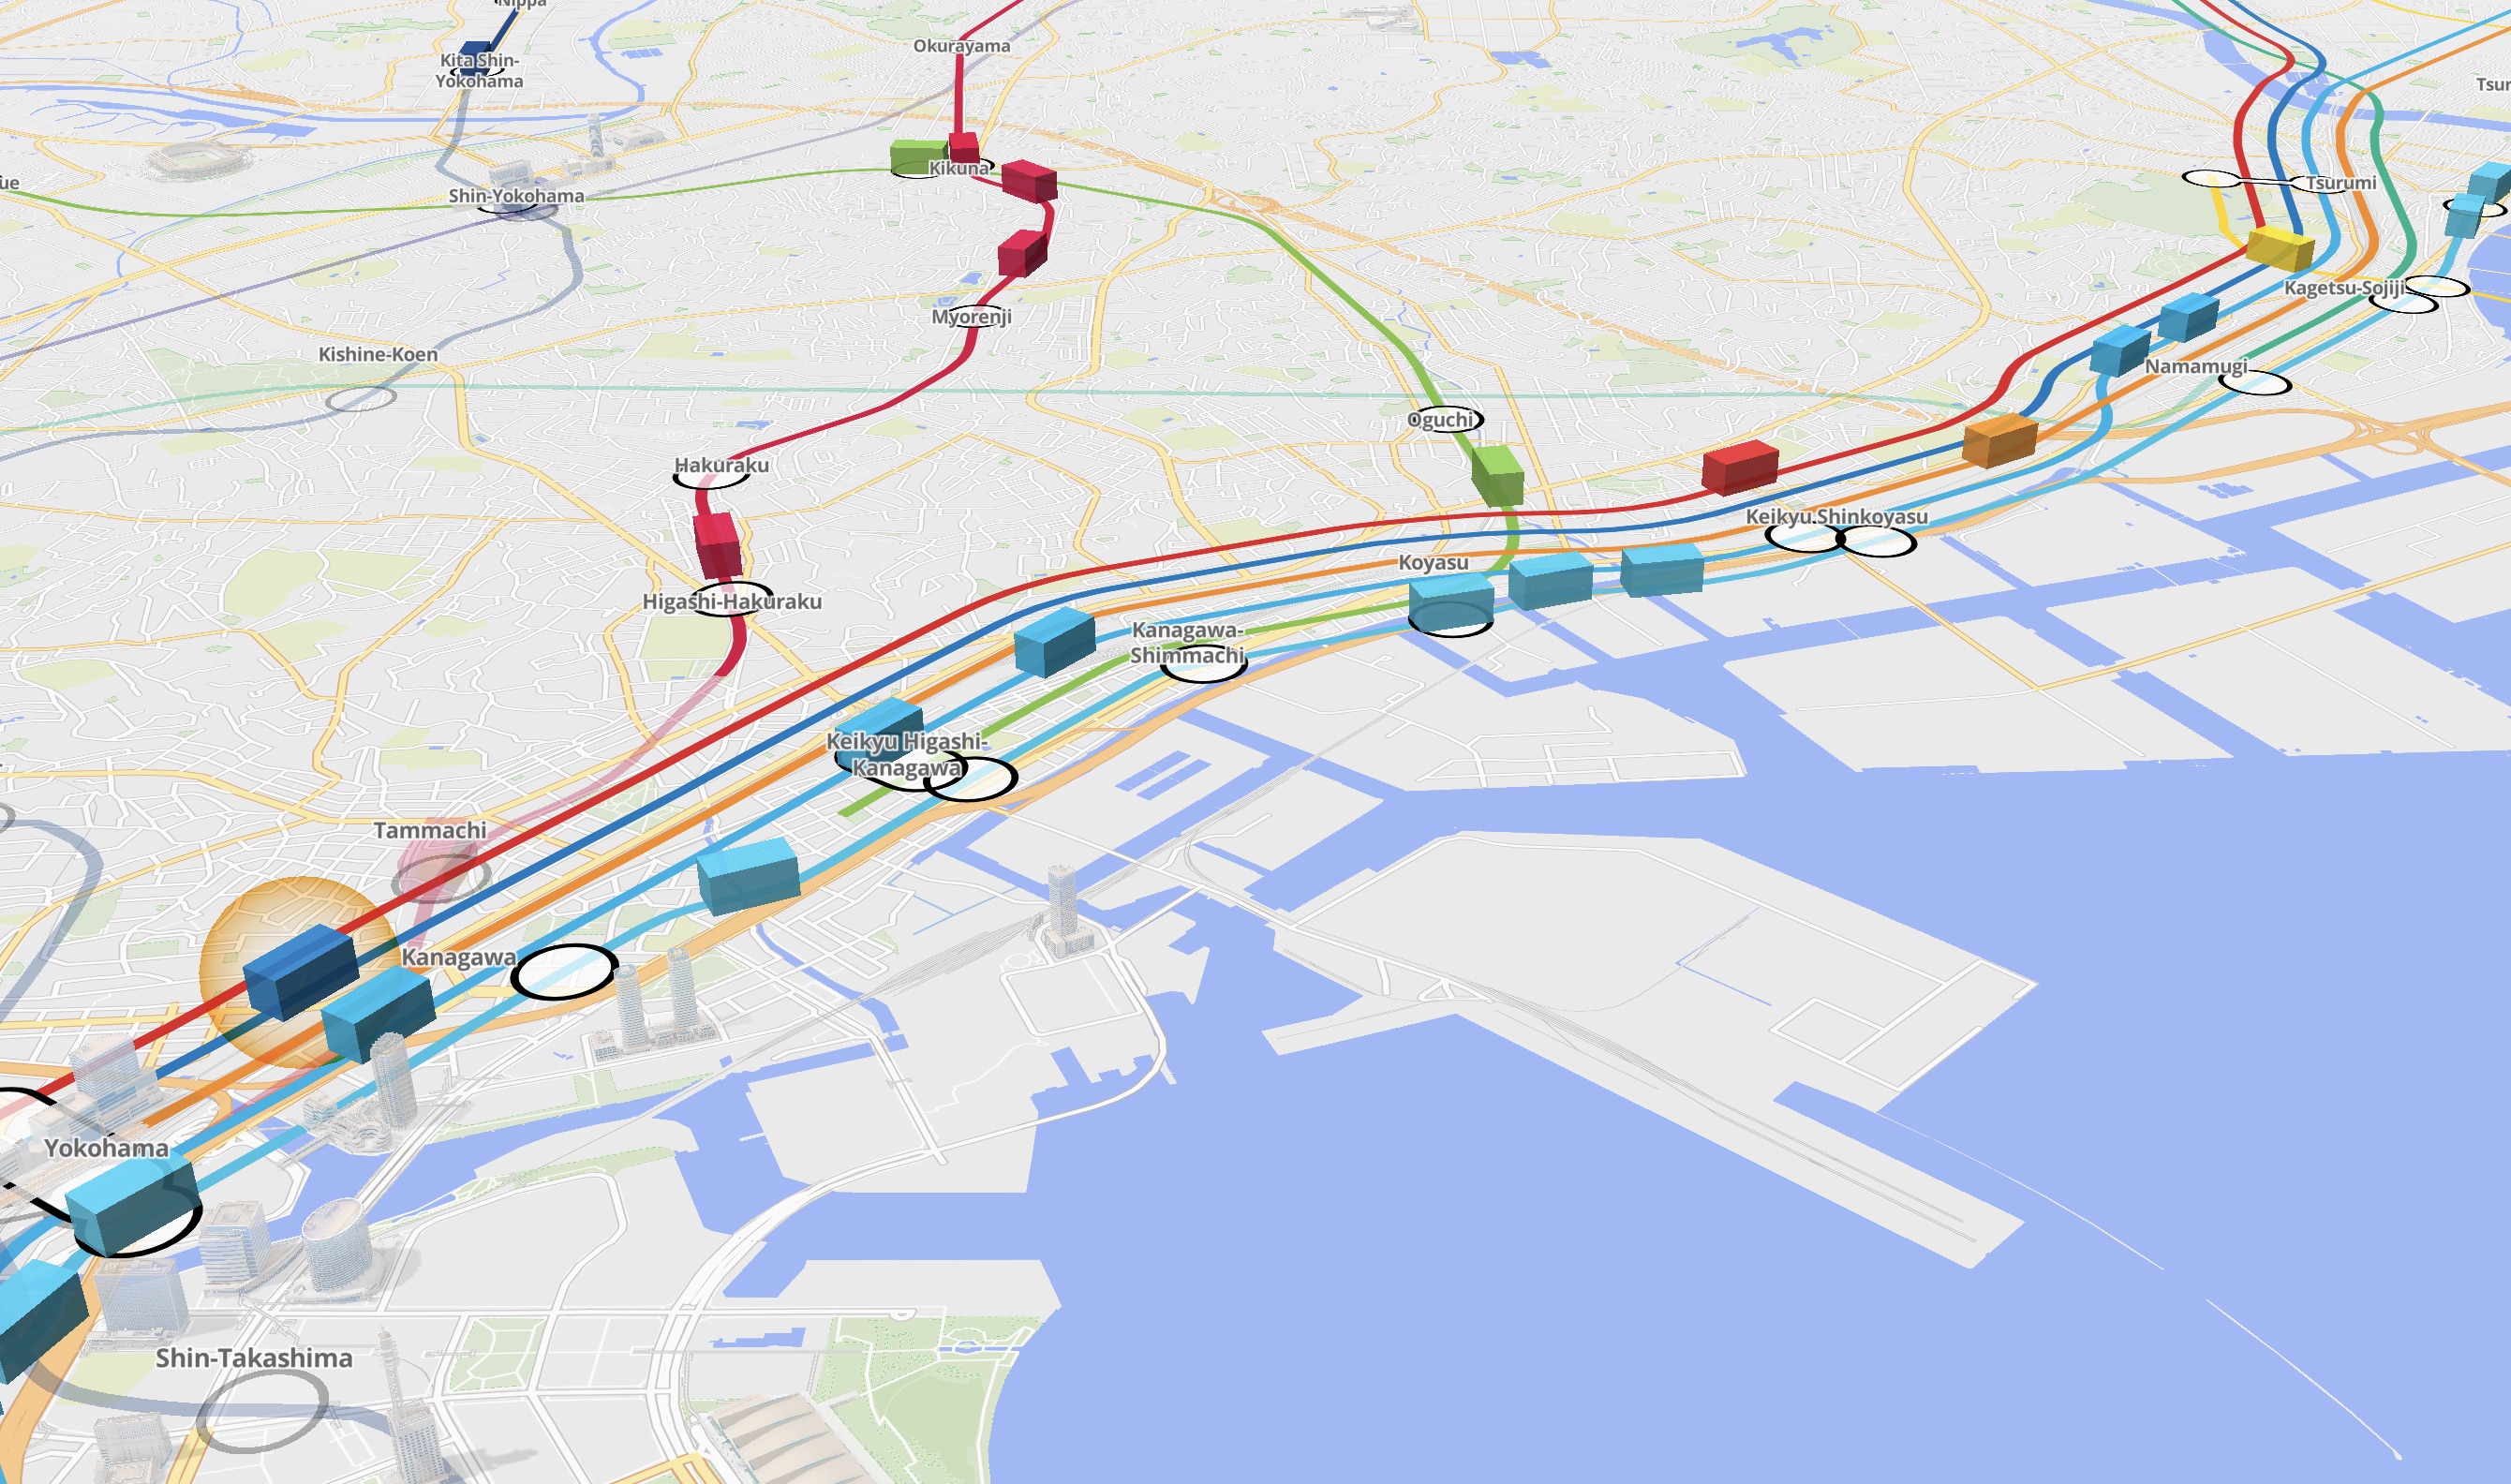 Nippa
Okurayama
Kita Shin-
Yokohama
Tsur
Kikuna
ue
Tsurumi
Shin-Yokohama
Kagetsu-Sojiji
Myorenji
Kishine-Koen
Namamugi
Oguchi
Hakuraku
Keikyu Shinkoyasu
Koyasu
Higashi-Hakuraku
Kanagawa-
Shimmachi
Keikyu Higashi-
Kanagawa
Tammachi
Kanagawa
Yokohama
Shin-Takashima